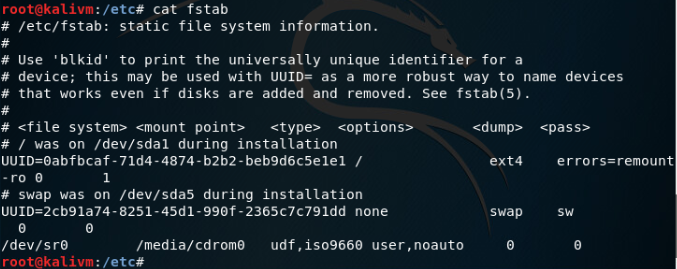 root@kalivm:/etc# cat fstab
# /etc/fstab: static file system information.
#
# Use 'blkid' to print the universally unique identifier for a
# device; this may be used with UUID= as a more robust way to name devices
# that works even if disks are added and removed. See fstab(5).
#
# <file system> <mount point>   <type>  <options>       <dump>  <pass>
# / was on /dev/sda1 during installation
UUID=0abfbcaf-71d4-4874-b2b2-beb9d6c5e1e1 /               ext4    errors=remount
-ro 0       1
# swap was on /dev/sda5 during installation
UUID=2cb91a74-8251-45d1-990f-2365c7c791dd none            swap    sw
  0       0
/dev/sr0        /media/cdrom0   udf,iso9660 user,noauto     0       0
root@kalivm:/etc#